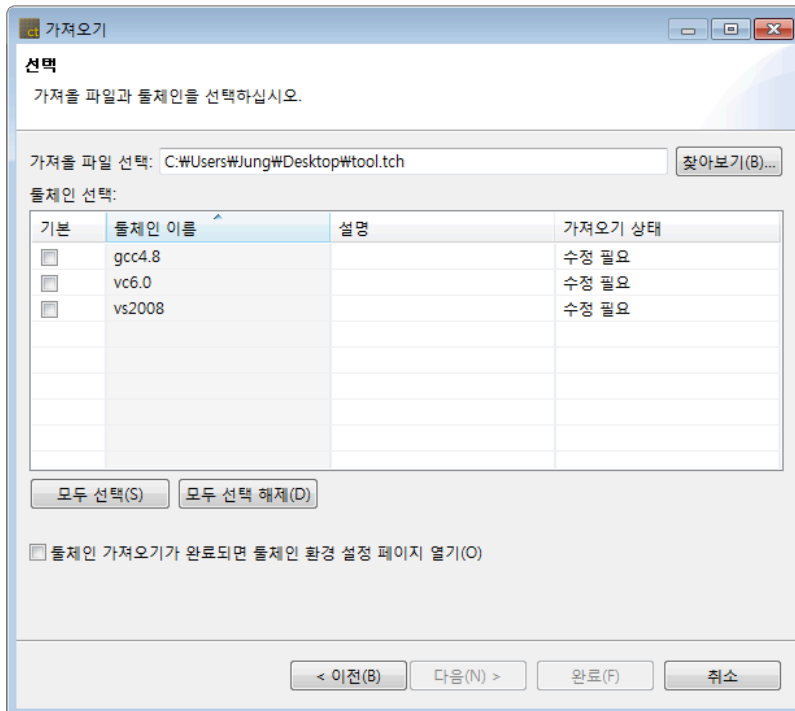 ct 가져오기
선택
가져올 파일과 툴체인을 선택하십시오.
가져올 파일 선택: C:₩Users₩Jung₩Desktop₩tool.tch 찾아보기(B)...
툴체인 선택:
기본 툴체인 이름 설명 가져오기 상태
gcc4.8 수정 필요
vc6.0 수정 필요
vs2008 수정 필요
모두 선택(S) 모두 선택 해제(D)
툴체인 가져오기가 완료되면 툴체인 환경 설정 페이지 열기(O)
< 이전(B) 다음(N) > 완료(F) 취소